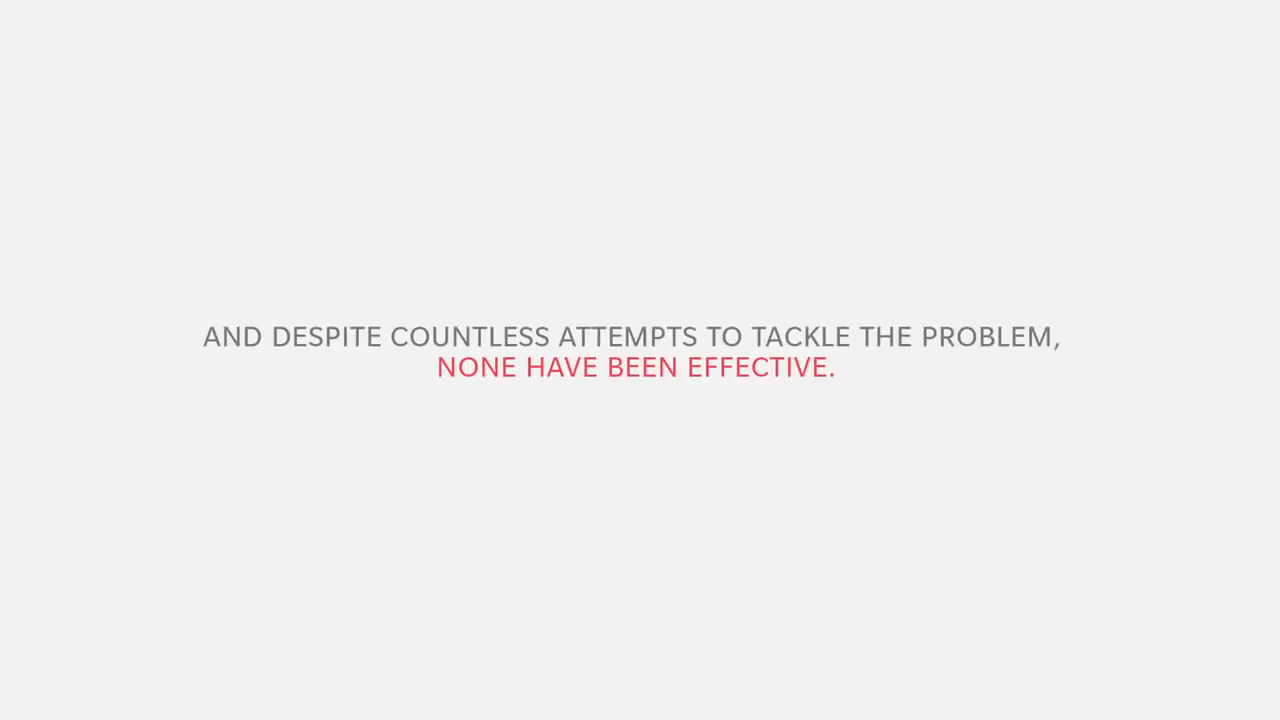 AND DESPITE COUNTLESS ATTEMPTS TO TACKLE THE PROBLEM,
NONE HAVE BEEN EFFECTIVE.